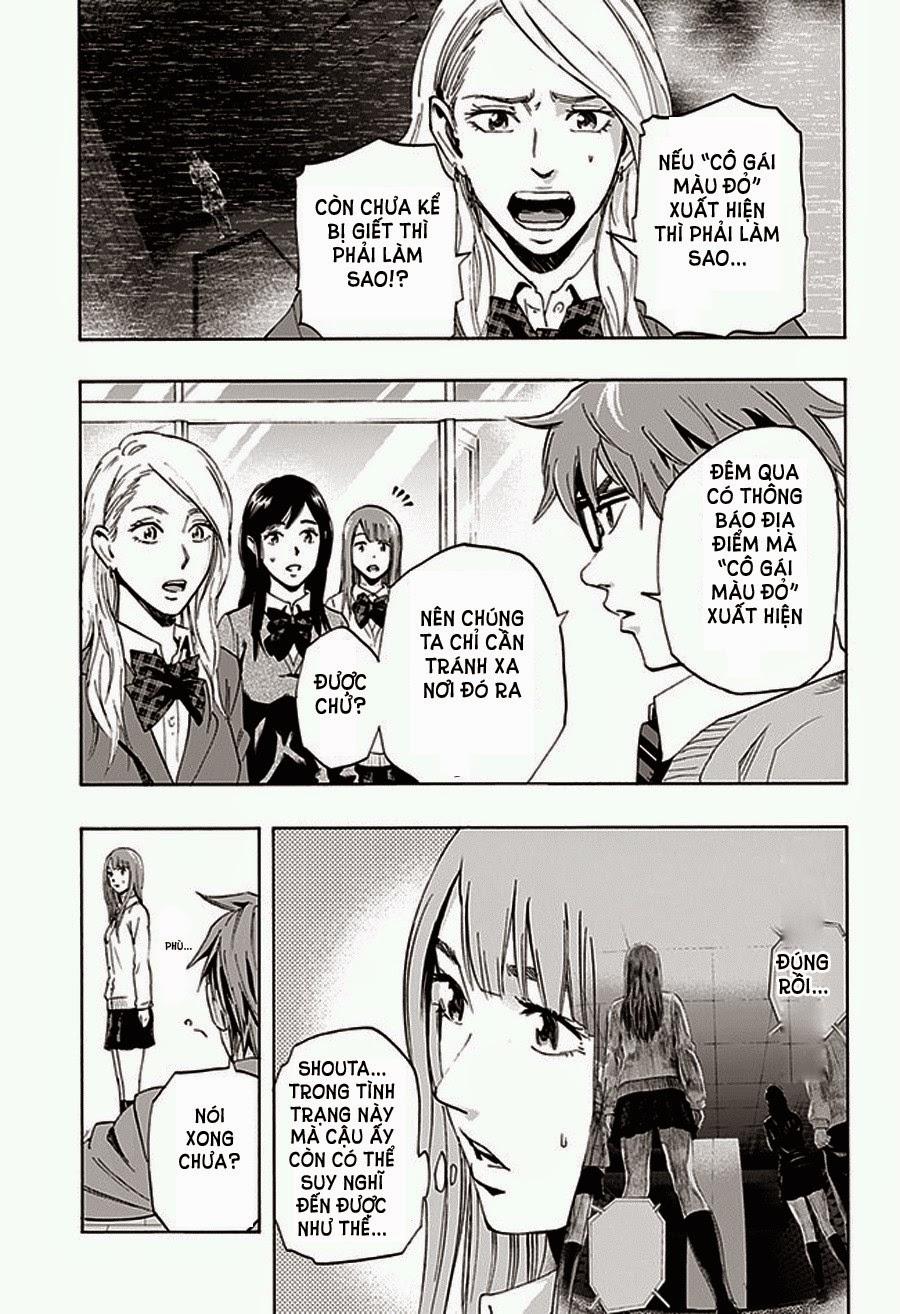 NẾU “CÔ GÁI
MÀU ĐỎ”
XUẤT HIỆN
THÌ PHẢI LÀM
SAO...
CÒN CHƯA KỂ
BỊ GIẾT THÌ
PHẢI LÀM
SAO!?
ĐÊM QUA
CÓ THÔNG
BÁO ĐỊA
ĐIỂM MÀ
“CÔ GÁI
MÀU ĐỎ”
XUẤT HIỆN
NÊN CHÚNG
TA CHỈ CẦN
TRÁNH XA
NƠI ĐÓ RA
ĐƯỢC
CHỨ?
ĐÚNG
RỒI...
SHOUTA...
TRONG TÌNH
TRẠNG NÀY
MÀ CẬU ẤY
CÒN CÓ THỂ
SUY NGHĨ
ĐẾN ĐƯỢC
NHƯ THẾ...
PHÙ...
NÓI
XONG
CHƯA?